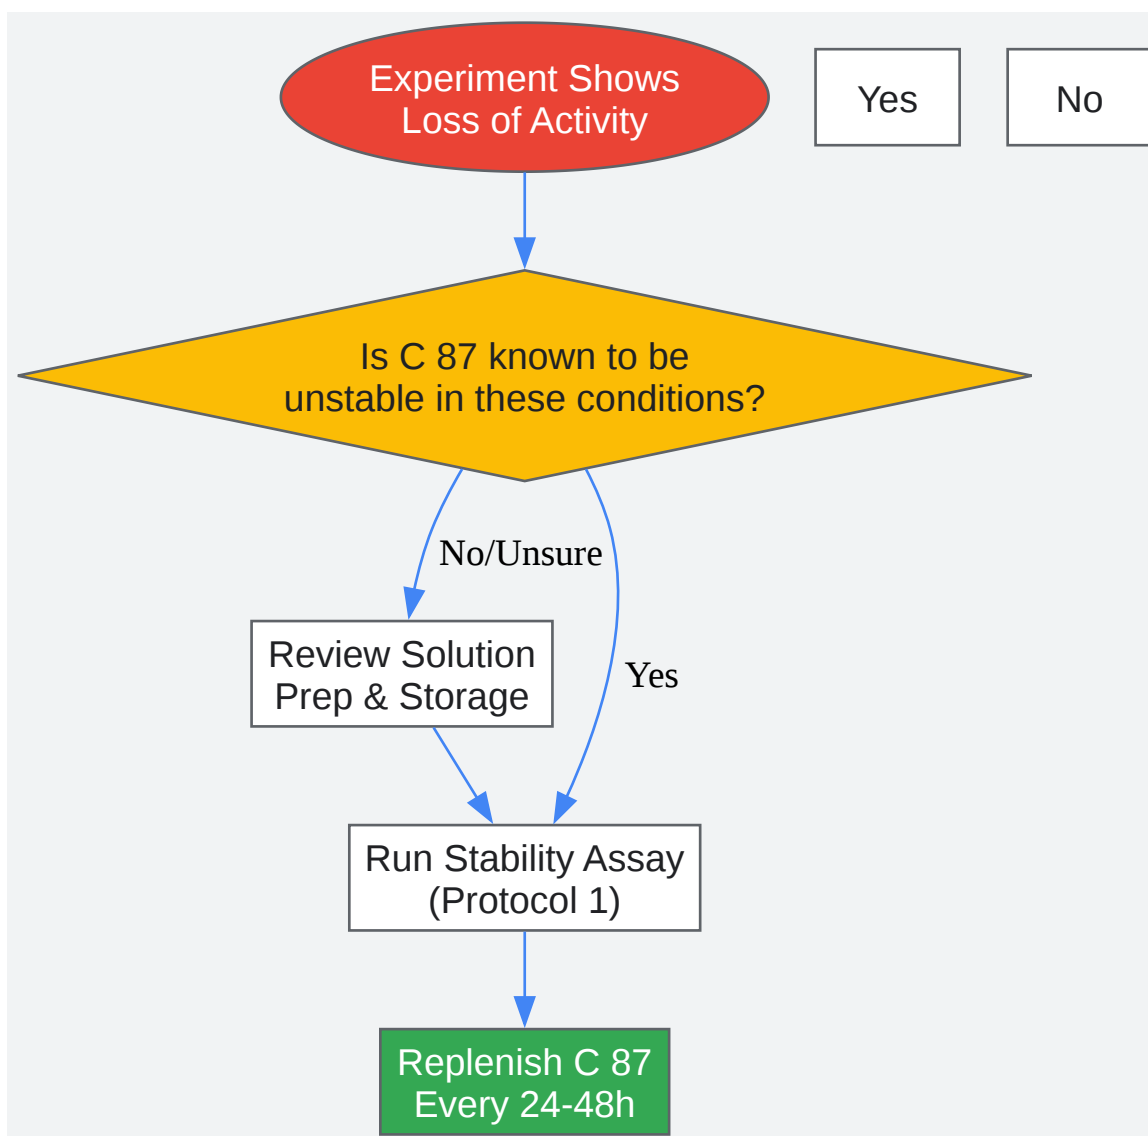 Experiment Shows
Loss of Activity
Yes
No
Is C 87 known to be
unstable in these conditions?
No/Unsure
Review Solution
Prep & Storage
Yes
Run Stability Assay
(Protocol 1)
Replenish C 87
Every 24-48h